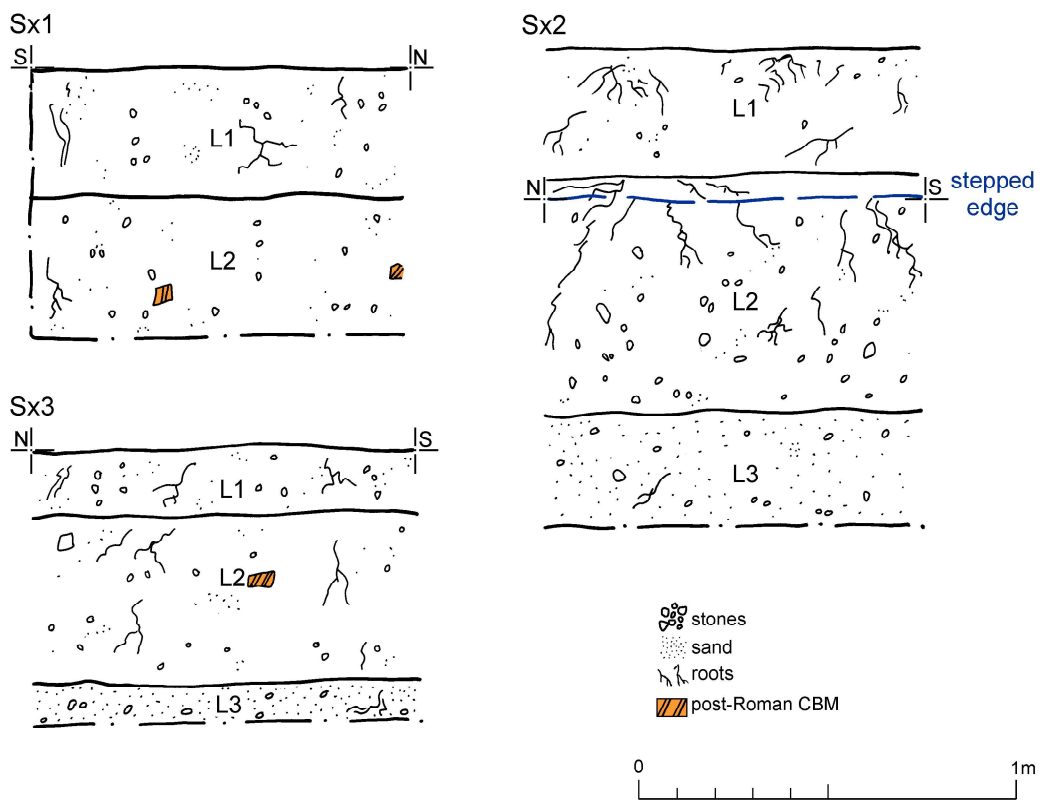 Sx1
S
N
L1
L2
Sx2
L1
N
S
stepped
edge
L2
L3
Sx3
N
S
L1
L2
L3
stones
sand
roots
post-Roman CBM
0
1m